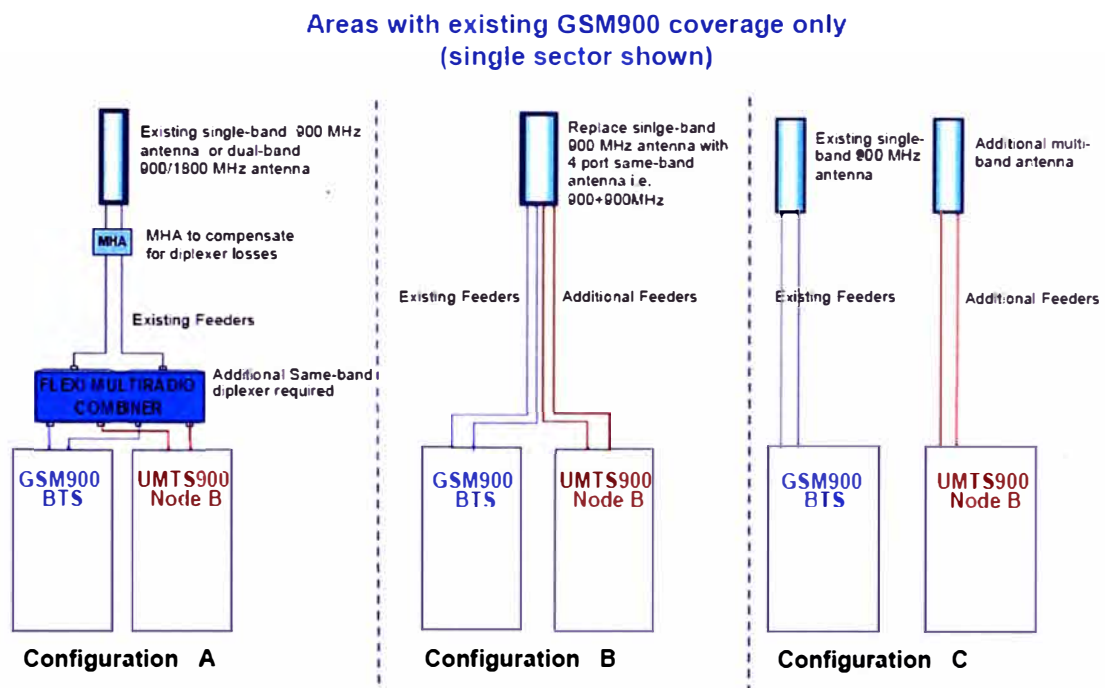 Areas with existing GSM900 coverage only
(single sector shown)
Existing single-band 900 MHz
antenna or dual-band
900/1800 MHz antenna
MHA
MHA to compensate
for diplexer losses
Existing Feeders
FLEXI MULTIRADIO
COMBINER
Additional Same-band
diplexer required
GSM900
BTS
UMTS900
Node B
Configuration A
Replace sinlge-band
900 MHz antenna with
4 port same-band
antenna i.e.
900+900MHz
Existing Feeders
Additional Feeders
GSM900
BTS
UMTS900
Node B
Configuration B
Existing single-
band 900 MHz
antenna
Additional multi-
band antenna
Existing Feeders
Additional Feeders
GSM900
BTS
UMTS900
Node B
Configuration C